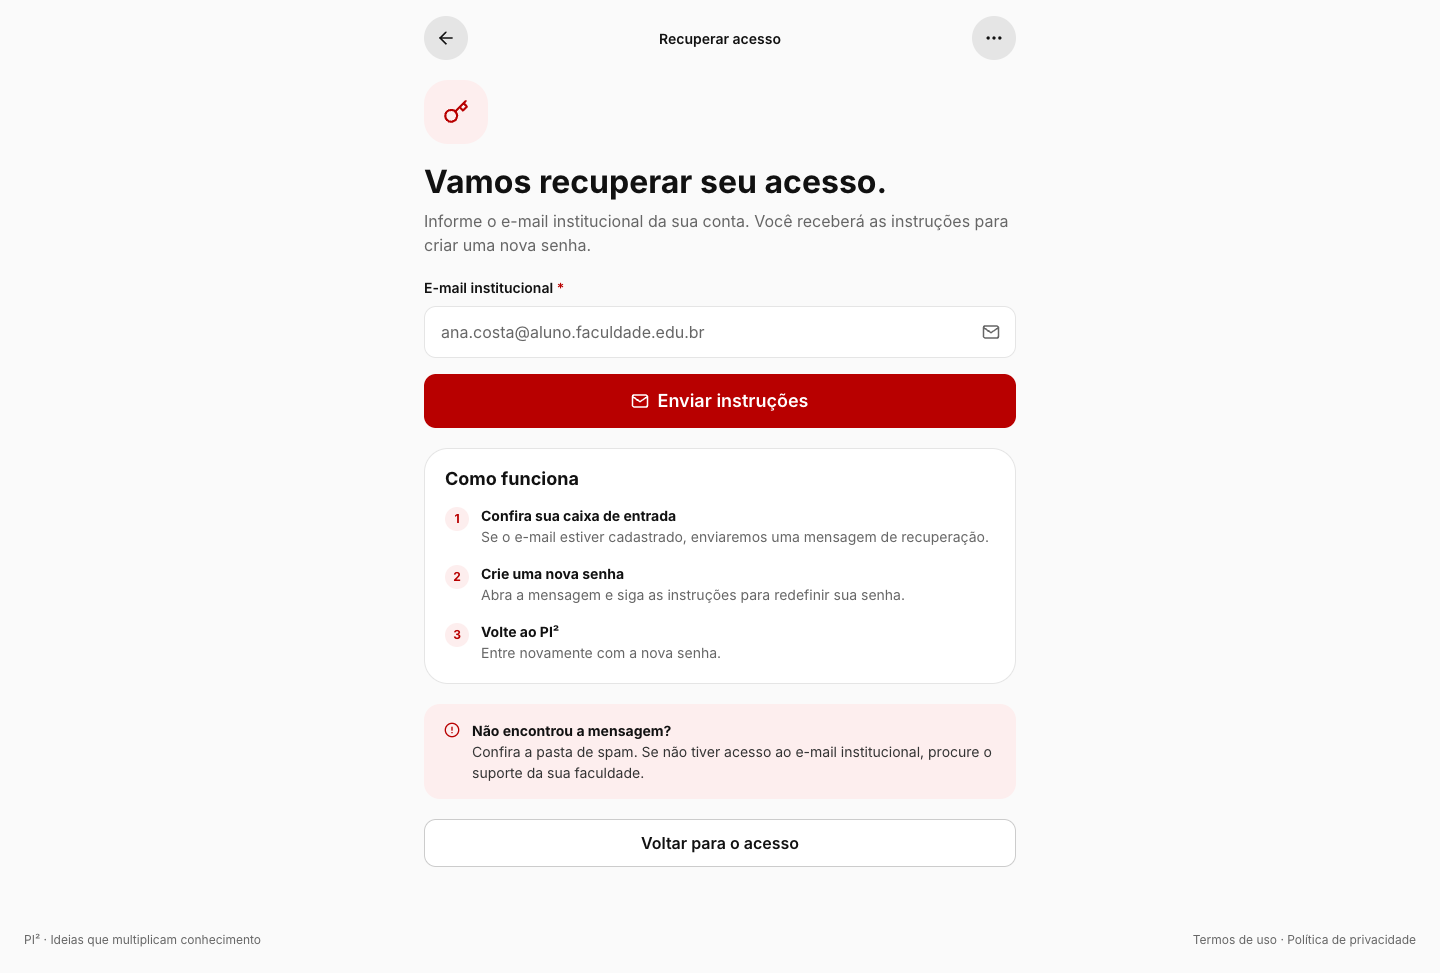 Recuperar acesso
Vamos recuperar seu acesso.
Informe o e-mail institucional da sua conta. Você receberá as instruções para
criar uma nova senha.
E-mail institucional *
ana.costa@aluno.faculdade.edu.br
Enviar instruções
Como funciona
1
Confira sua caixa de entrada
Se o e-mail estiver cadastrado, enviaremos uma mensagem de recuperação.
2
Crie uma nova senha
Abra a mensagem e siga as instruções para redefinir sua senha.
3
Volte ao PI²
Entre novamente com a nova senha.
Não encontrou a mensagem?
Confira a pasta de spam. Se não tiver acesso ao e-mail institucional, procure o
suporte da sua faculdade.
Voltar para o acesso
PI² · Ideias que multiplicam conhecimento
Termos de uso · Política de privacidade